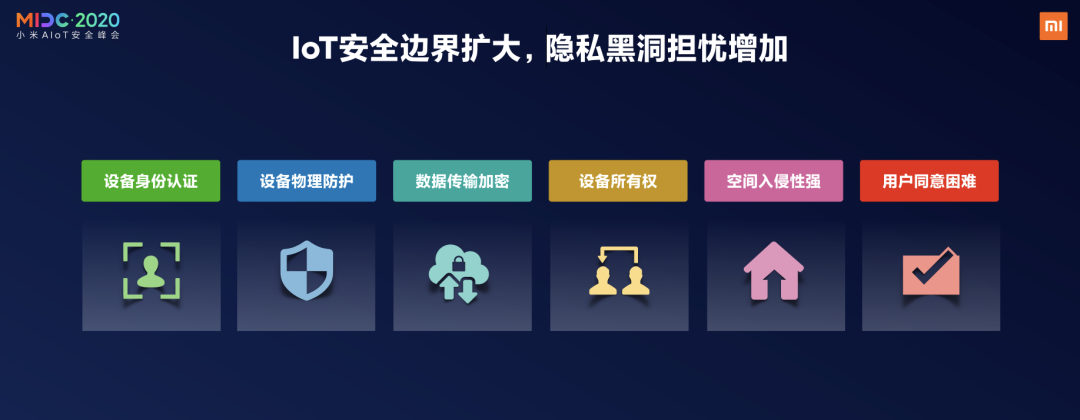 MIDC·2020
小米AIoT安全峰会
mi
IoT安全边界扩大，隐私黑洞担忧增加
设备身份认证
设备物理防护
数据传输加密
设备所有权
空间入侵性强
用户同意困难